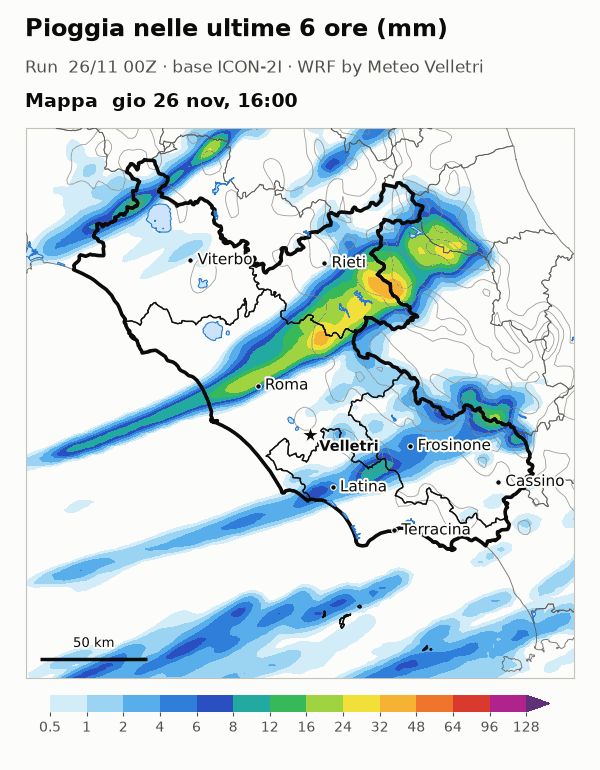 Pioggia nelle ultime 6 ore (mm)
Run  26/11 00Z · base ICON-2I · WRF by Meteo Velletri
Mappa  gio 26 nov, 16:00
Viterbo
Rieti
Roma
Velletri
Frosinone
Latina
Cassino
Terracina
50 km
0.5 1 2 4 6 8 12 16 24 32 48 64 96 128